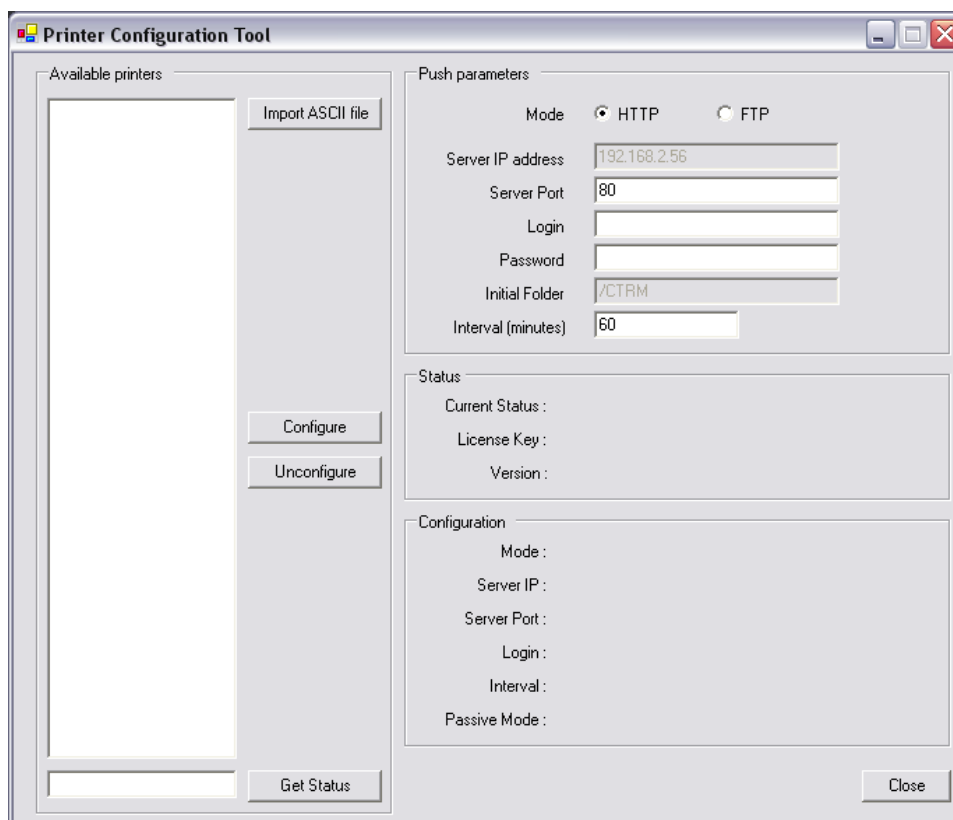 Printer Configuration Tool
Available printers
Import ASCII file
Configure
Unconfigure
Get Status
Push parameters
Mode HTTP FTP
Server IP address 192.168.2.56
Server Port 80
Login
Password
Initial Folder /CTRM
Interval (minutes) 60
Status
Current Status :
License Key :
Version :
Configuration
Mode :
Server IP :
Server Port :
Login :
Interval :
Passive Mode :
Close